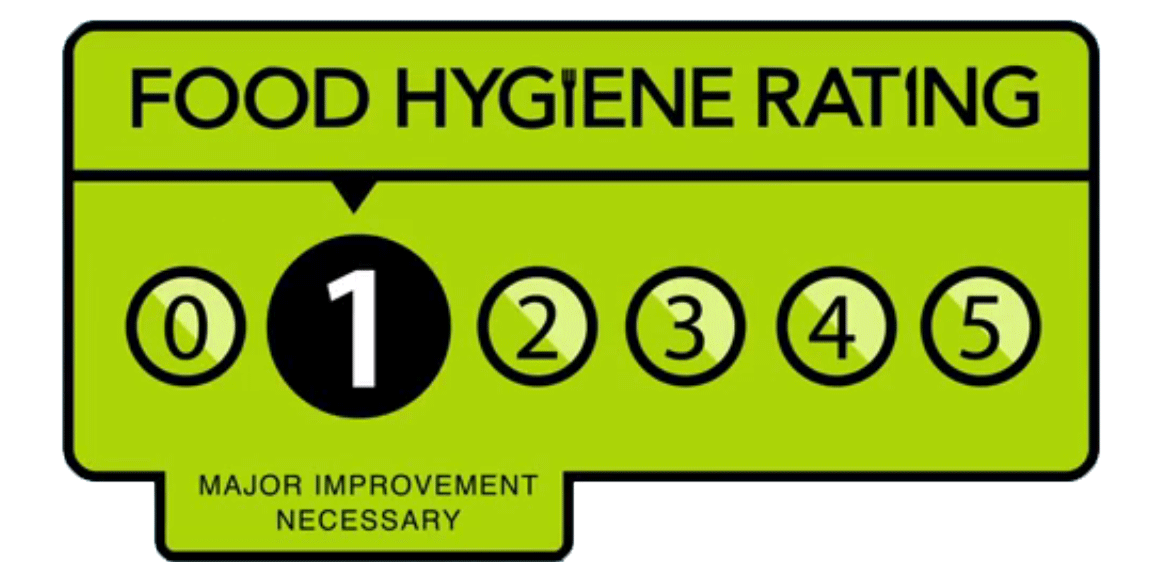 FOOD HYGIENE RATING
0 1 2 3 4 5
MAJOR IMPROVEMENT
NECESSARY